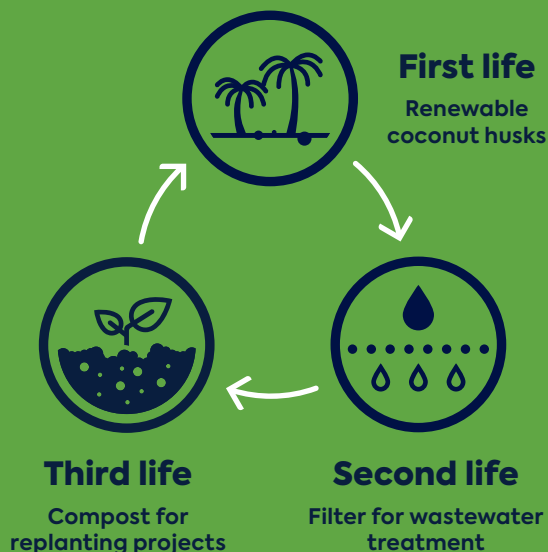 First life
Renewable
coconut husks
Third life
Compost for
replanting projects
Second life
Filter for wastewater
treatment